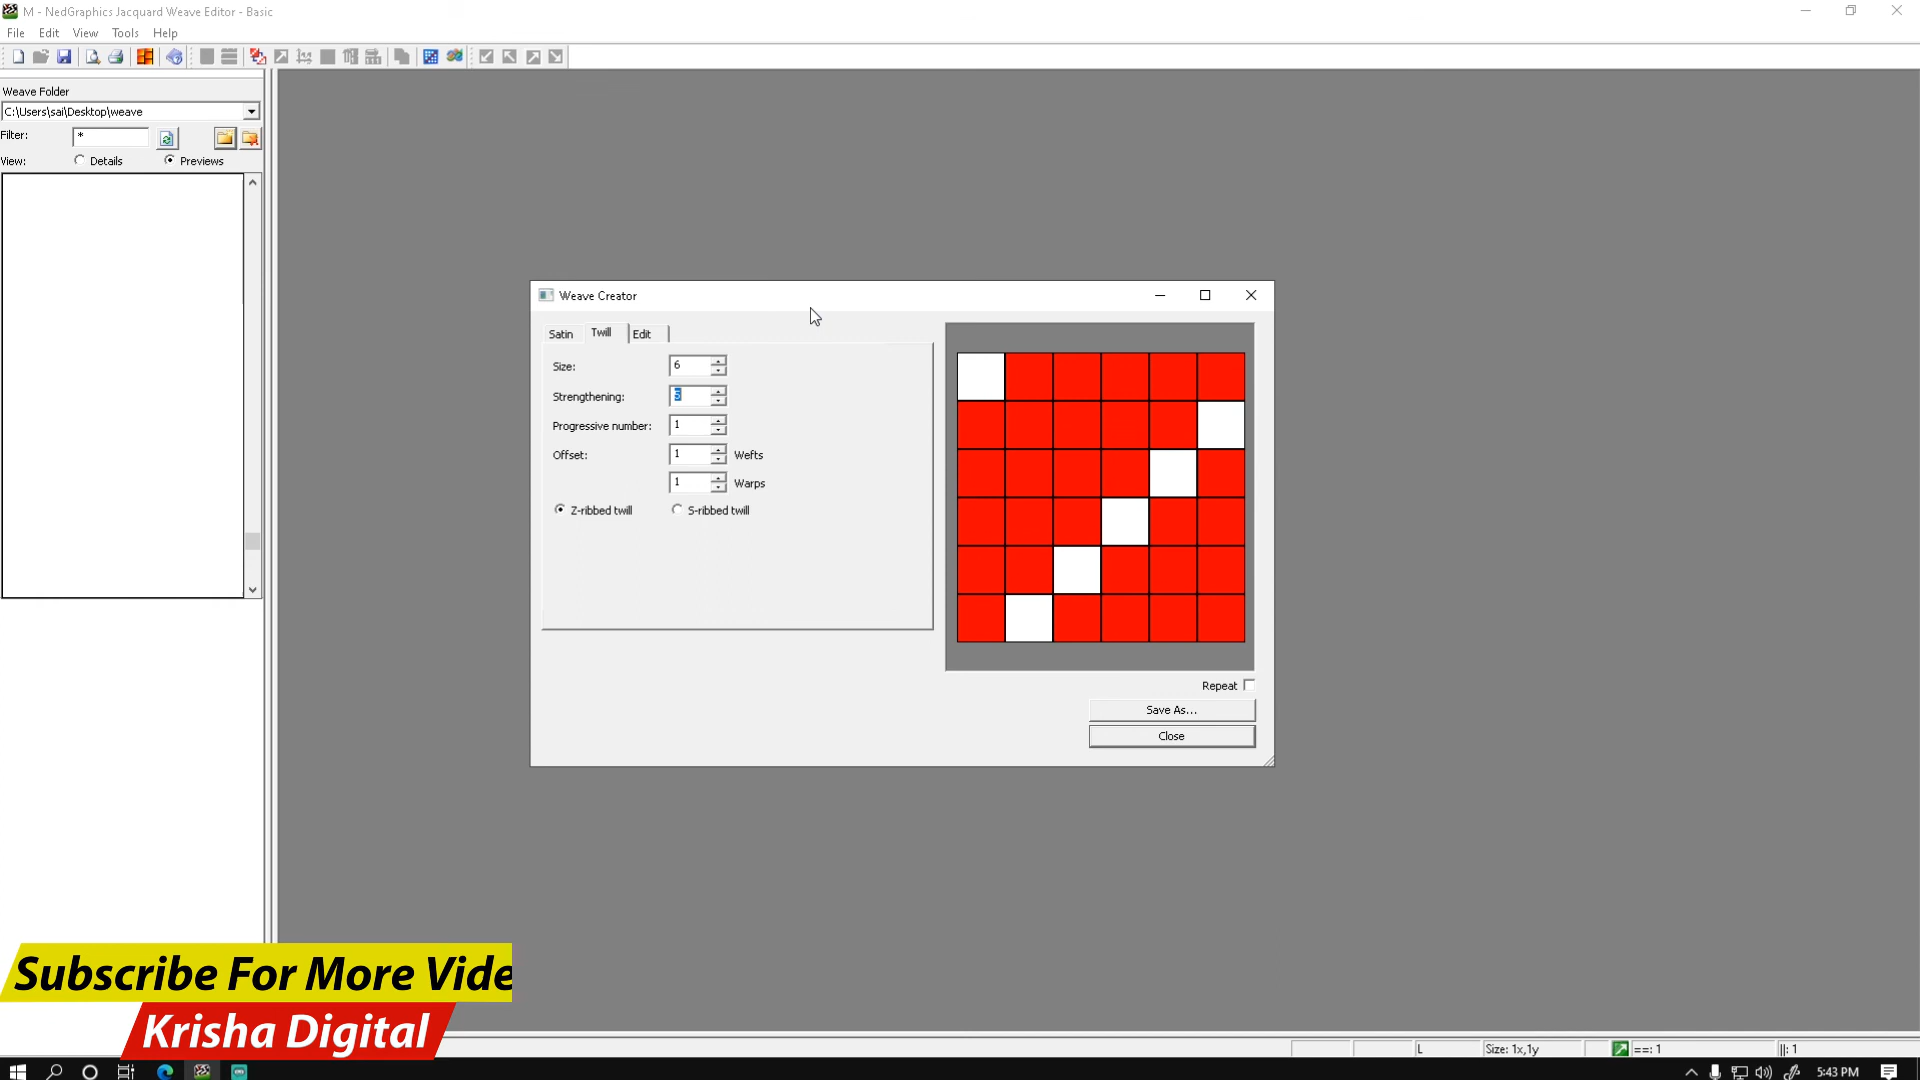 M - NedGraphics Jacquard Weave Editor - Basic
File Edit View Tools Help
Weave Folder
C:\Users\sai\Desktop\weave
Filter: *
View: Details Previews
Weave Creator
Satin Twill Edit
Size: 6
Strengthening: 5
Progressive number: 1
Offset: 1 Wefts
1 Warps
Z-ribbed twill S-ribbed twill
Repeat
Save As...
Close
Subscribe For More Vide
Krisha Digital
L Size: 1x,1y ==: 1 ||: 1
5:43 PM